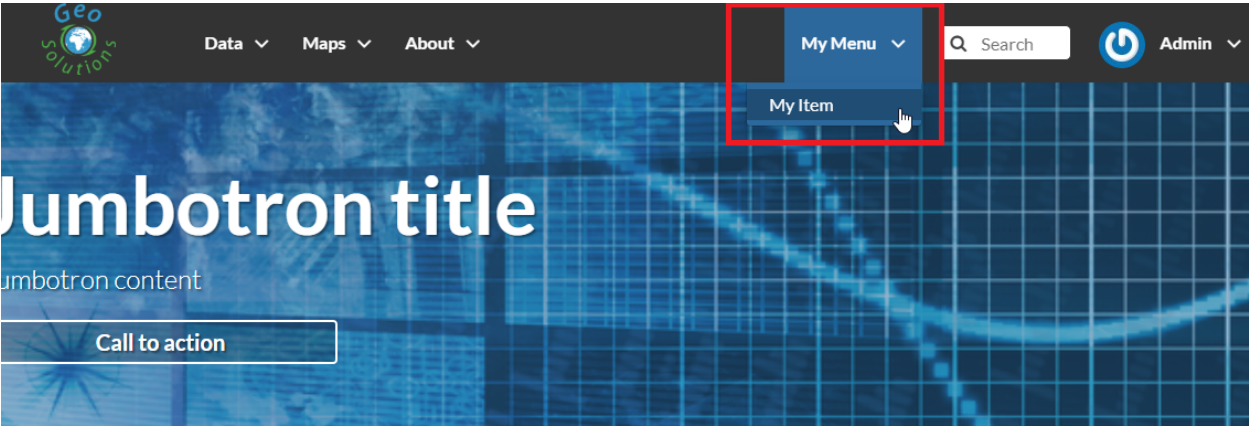 Geo
Solutions
Data
Maps
About
My Menu
Search
Admin
My Item
Jumbotron title
umbotron content
Call to action